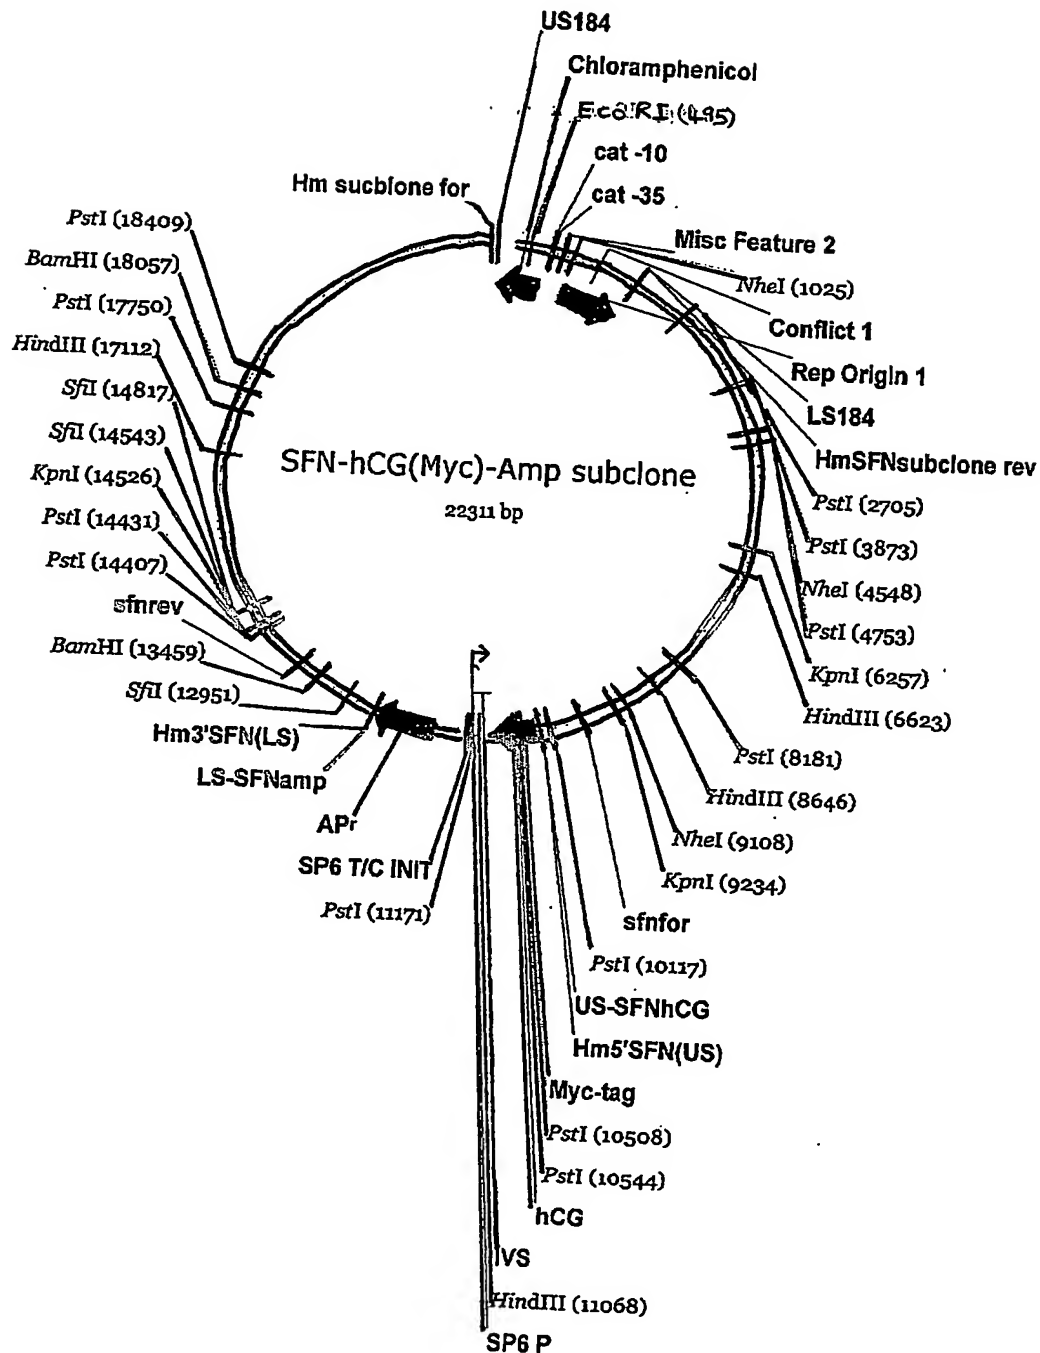 US184
Chloramphenicol
EcoRI (495)
cat -10
cat -35
Hm sucblone for
Misc Feature 2
NheI (1025)
Conflict 1
Rep Origin 1
LS184
HmSFNsubclone rev
PstI (2705)
PstI (3873)
NheI (4548)
PstI (4753)
KpnI (6257)
HindIII (6623)
PstI (8181)
HindIII (8646)
NheI (9108)
KpnI (9234)
sfnfor
PstI (10117)
US-SFNhCG
Hm5'SFN(US)
Myc-tag
PstI (10508)
PstI (10544)
hCG
IVS
HindIII (11068)
SP6 P
PstI (11171)
SP6 T/C INIT
APr
LS-SFNamp
Hm3'SFN(LS)
SfiI (12951)
BamHI (13459)
sfnrev
PstI (14407)
PstI (14431)
KpnI (14526)
SfiI (14543)
SfiI (14817)
HindIII (17112)
PstI (17750)
BamHI (18057)
PstI (18409)
SFN-hCG(Myc)-Amp subclone
22311 bp